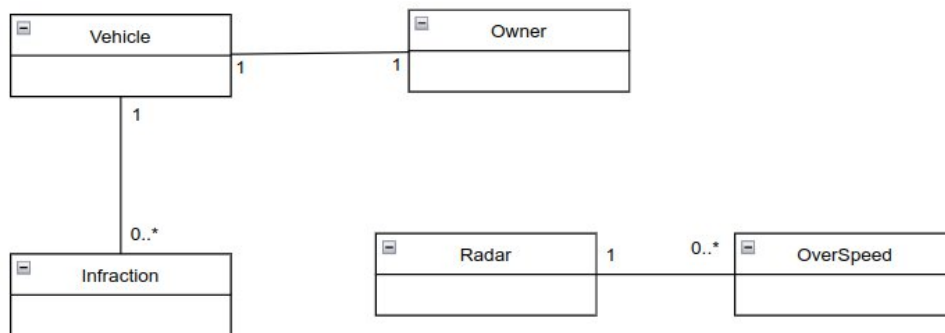 Vehicle
Owner
1
1
1
0..*
Infraction
Radar
1
0..*
OverSpeed